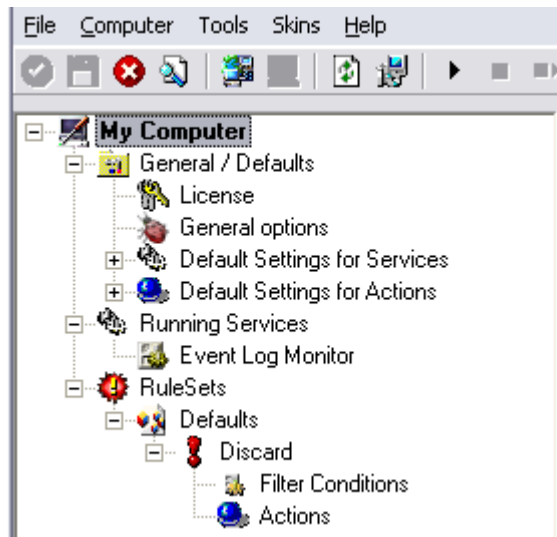 File Computer Tools Skins Help
My Computer
General / Defaults
License
General options
Default Settings for Services
Default Settings for Actions
Running Services
Event Log Monitor
RuleSets
Defaults
Discard
Filter Conditions
Actions